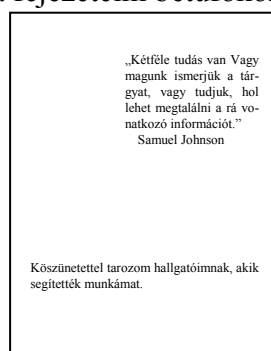 „Kétféle tudás van Vagy
magunk ismerjük a tár-
gyat, vagy tudjuk, hol
lehet megtalálni a rá vo-
natkozó információt.”
Samuel Johnson
Köszönetettel tarozom hallgatóimnak, akik
segítették munkámat.